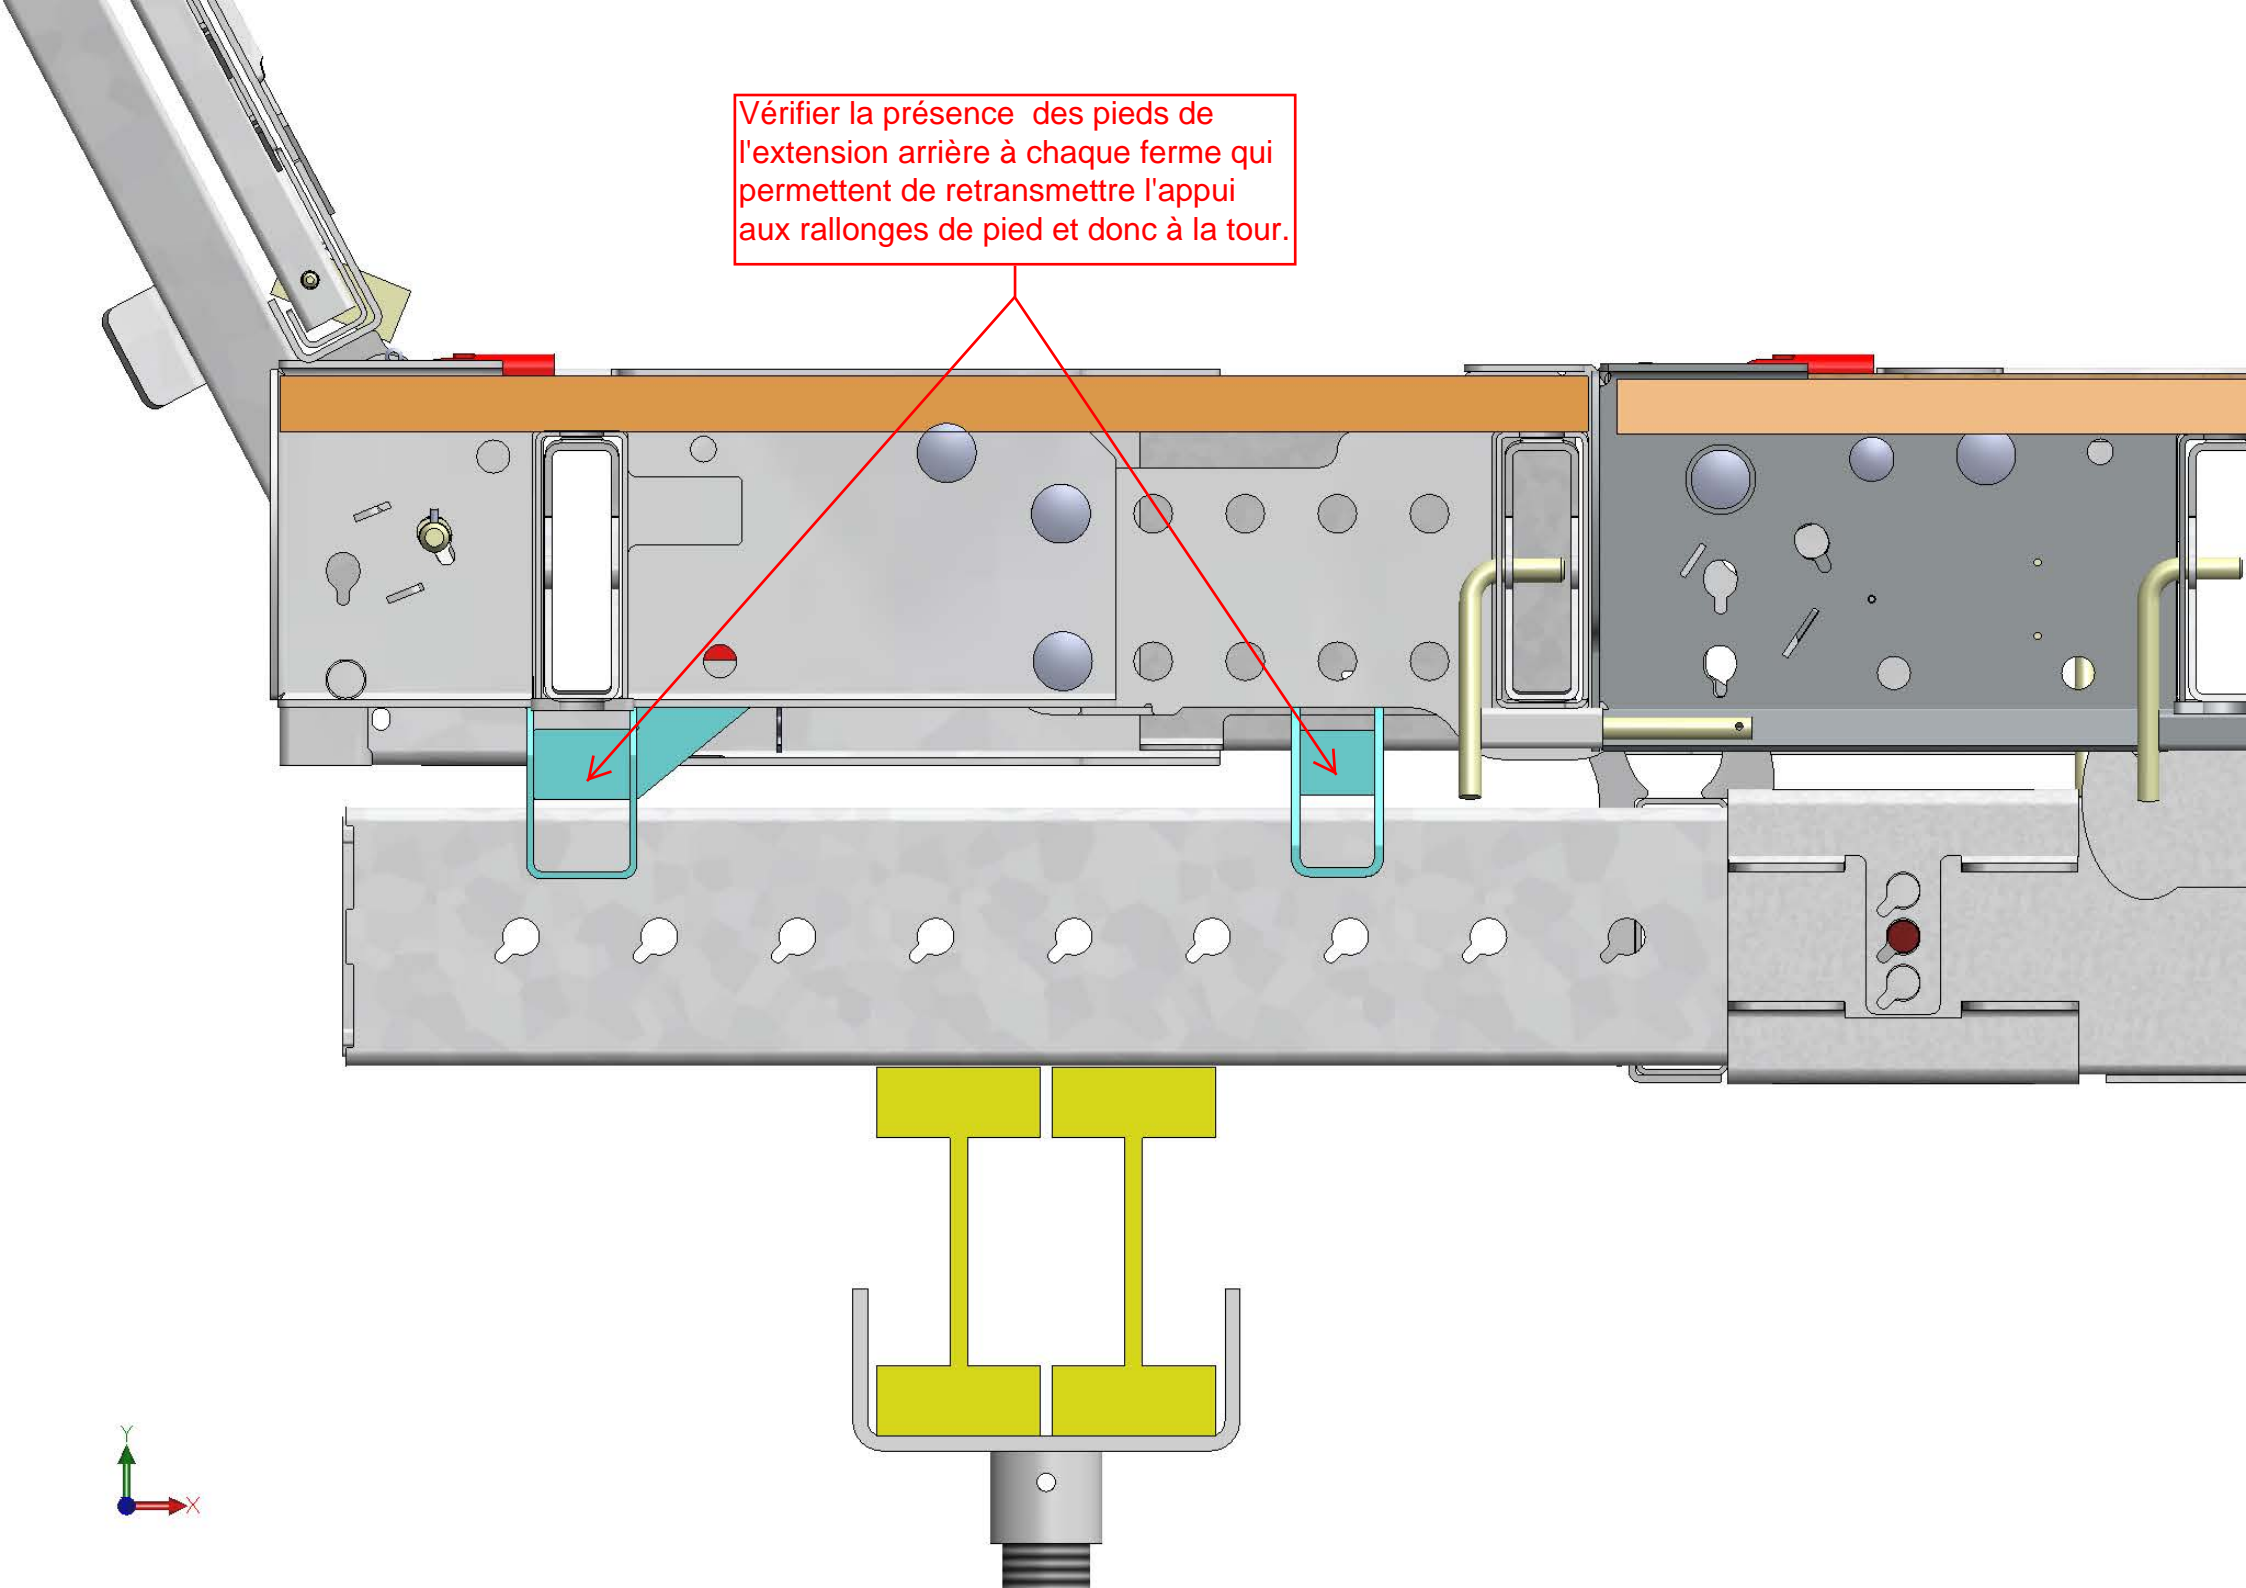 Vérifier la présence  des pieds de
l'extension arrière à chaque ferme qui
permettent de retransmettre l'appui
aux rallonges de pied et donc à la tour.
Y
X